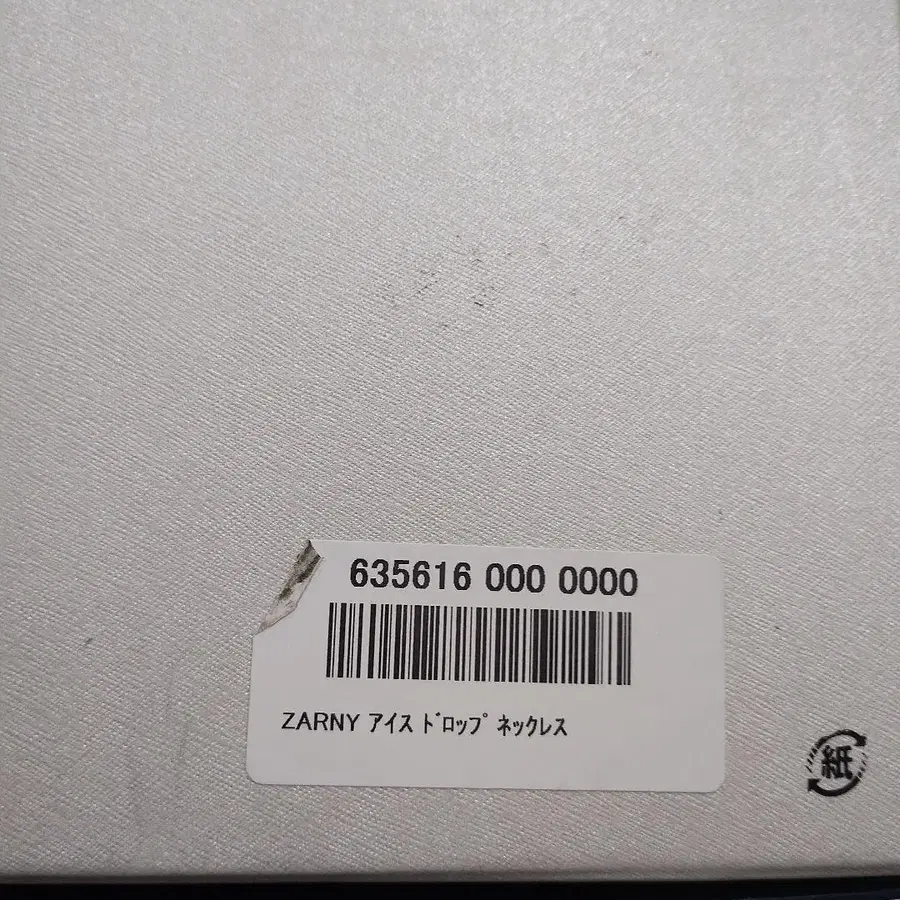 635616 000 0000
ZARNY ｱｲｽ ﾄﾞﾛｯﾌﾟ ﾈｯｸﾚｽ
紙